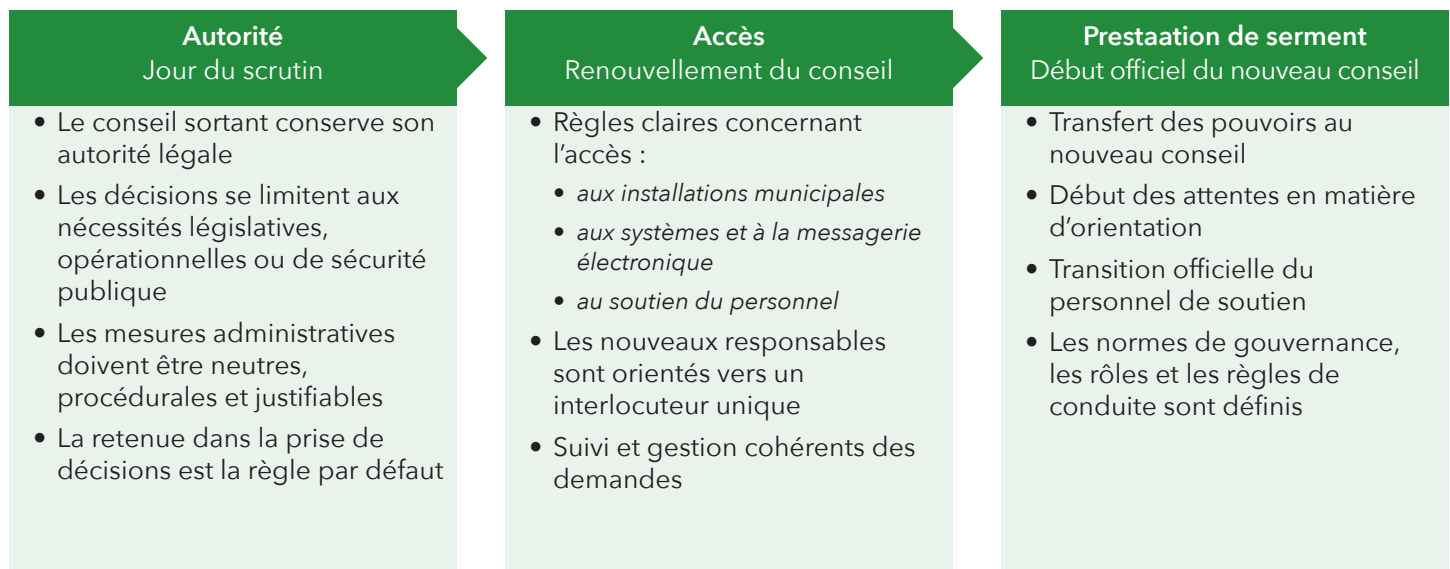 Autorité
Jour du scrutin
• Le conseil sortant conserve son
autorité légale
• Les décisions se limitent aux
nécessités législatives,
opérationnelles ou de sécurité
publique
• Les mesures administratives
doivent être neutres,
procédurales et justifiables
• La retenue dans la prise de
décisions est la règle par défaut
Accès
Renouvellement du conseil
• Règles claires concernant
l'accès :
• aux installations municipales
• aux systèmes et à la messagerie
électronique
• au soutien du personnel
• Les nouveaux responsables
sont orientés vers un
interlocuteur unique
• Suivi et gestion cohérents des
demandes
Prestaation de serment
Début officiel du nouveau conseil
• Transfert des pouvoirs au
nouveau conseil
• Début des attentes en matière
d'orientation
• Transition officielle du
personnel de soutien
• Les normes de gouvernance,
les rôles et les règles de
conduite sont définis